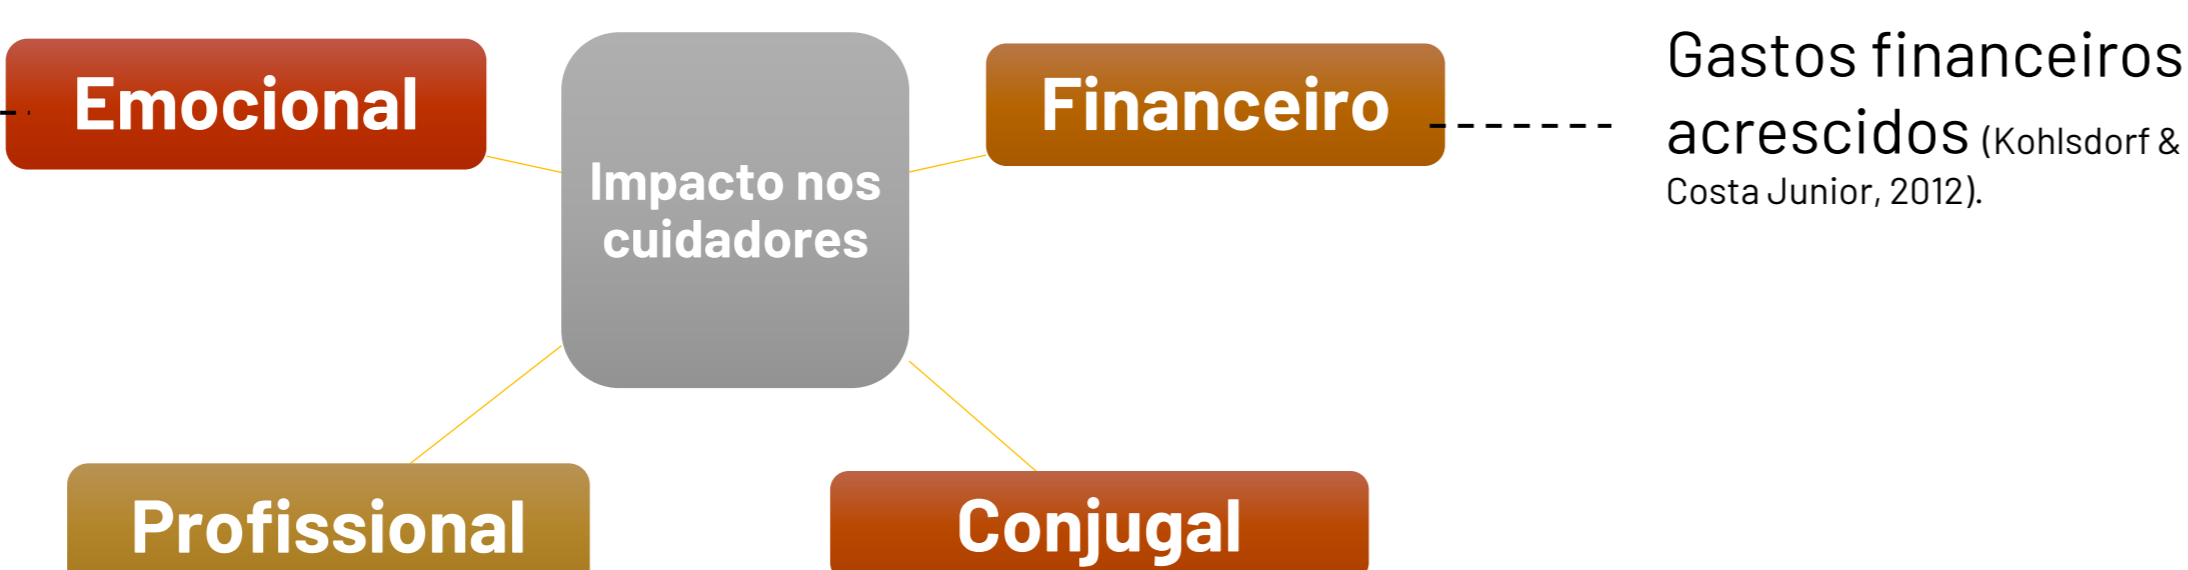 Emocional
Impacto nos
cuidadores
Financeiro
Gastos financeiros
acrescidos (Kohlsdorf &
Costa Junior, 2012).
Profissional
Conjugal